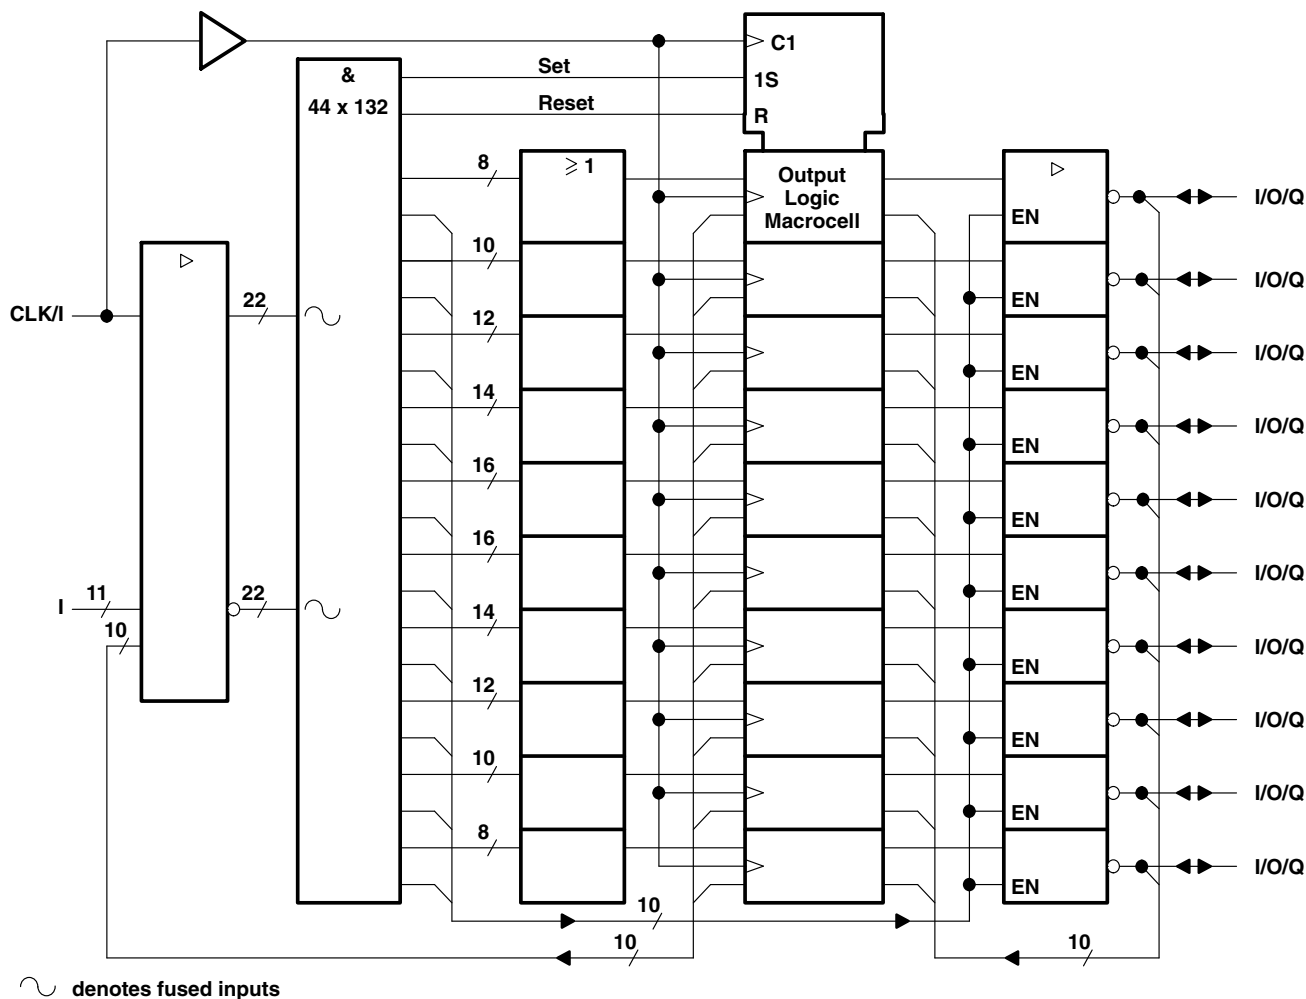 C1
Set
1S
&
44 x 132
Reset
R
8
≥ 1
Output
Logic
Macrocell
I/O/Q
EN
10
I/O/Q
EN
CLK/I
22
12
I/O/Q
EN
14
I/O/Q
EN
16
I/O/Q
EN
16
I/O/Q
EN
I
11
22
10
14
I/O/Q
EN
12
I/O/Q
EN
10
I/O/Q
EN
8
I/O/Q
EN
10
10
10
denotes fused inputs